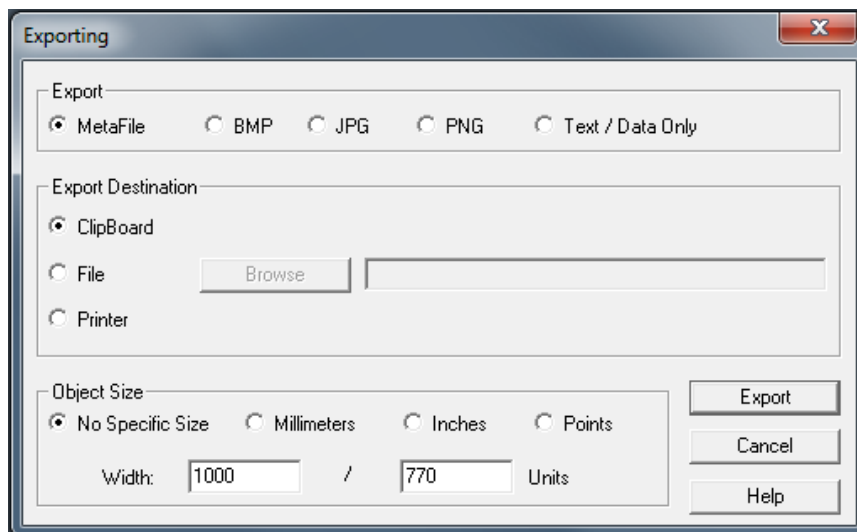 Exporting
Export
MetaFile BMP JPG PNG Text / Data Only
Export Destination
ClipBoard
File Browse
Printer
Object Size
No Specific Size Millimeters Inches Points
Width: 1000 / 770 Units
Export
Cancel
Help